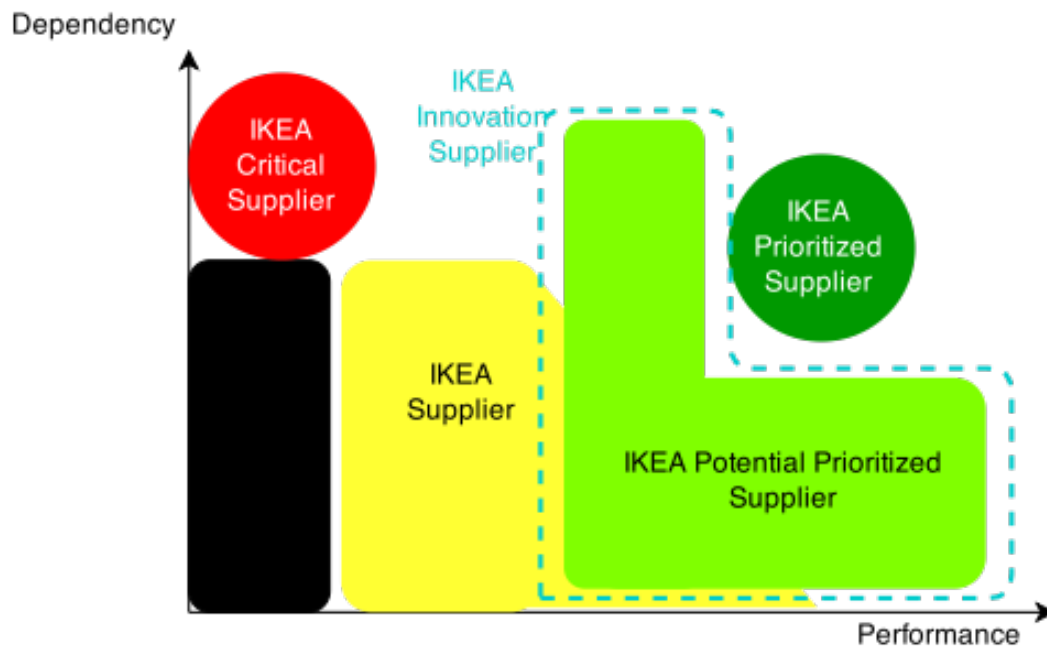 Dependency
IKEA
Critical
Supplier
IKEA
Innovation
Supplier
IKEA
Prioritized
Supplier
IKEA
Supplier
IKEA Potential Prioritized
Supplier
Performance